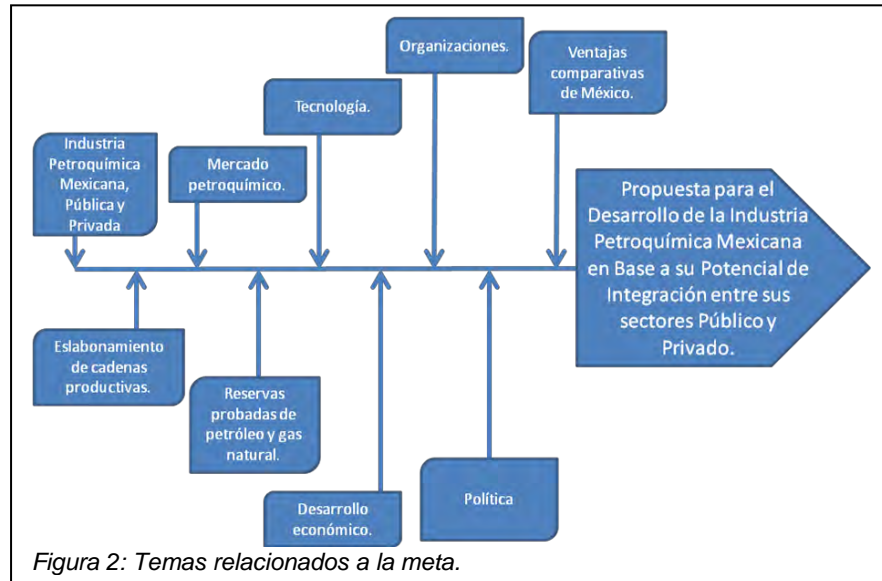 Organizaciones.
Ventajas
comparativas
de México.
Tecnología.
Industria
Petroquímica
Mexicana,
Pública y
Privada
Mercado
petroquímico.
Propuesta para el
Desarrollo de la Industria
Petroquímica Mexicana
en Base a su Potencial de
Integración entre sus
sectores Público y
Privado.
Eslabonamiento
de cadenas
productivas.
Reservas
probadas de
petróleo y gas
natural.
Desarrollo
económico.
Política
Figura 2: Temas relacionados a la meta.